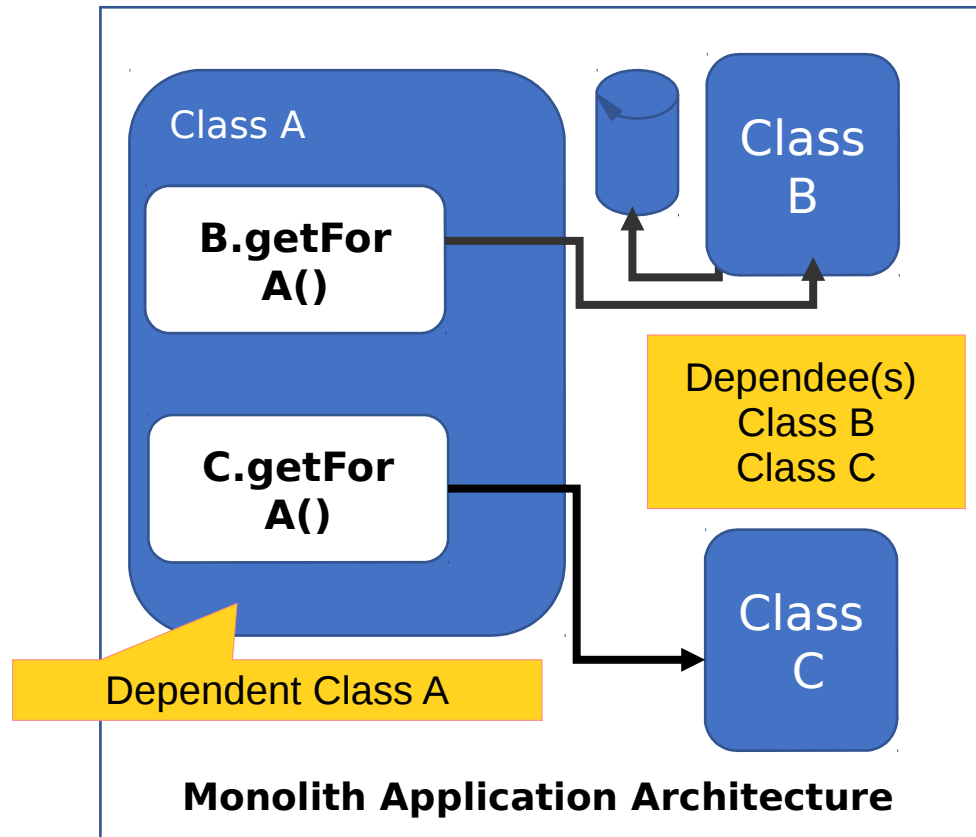 Class A
B.getFor
A()
C.getFor
A()
Class
B
Dependee(s)
Class B
Class C
Class
C
Dependent Class A
Monolith Application Architecture